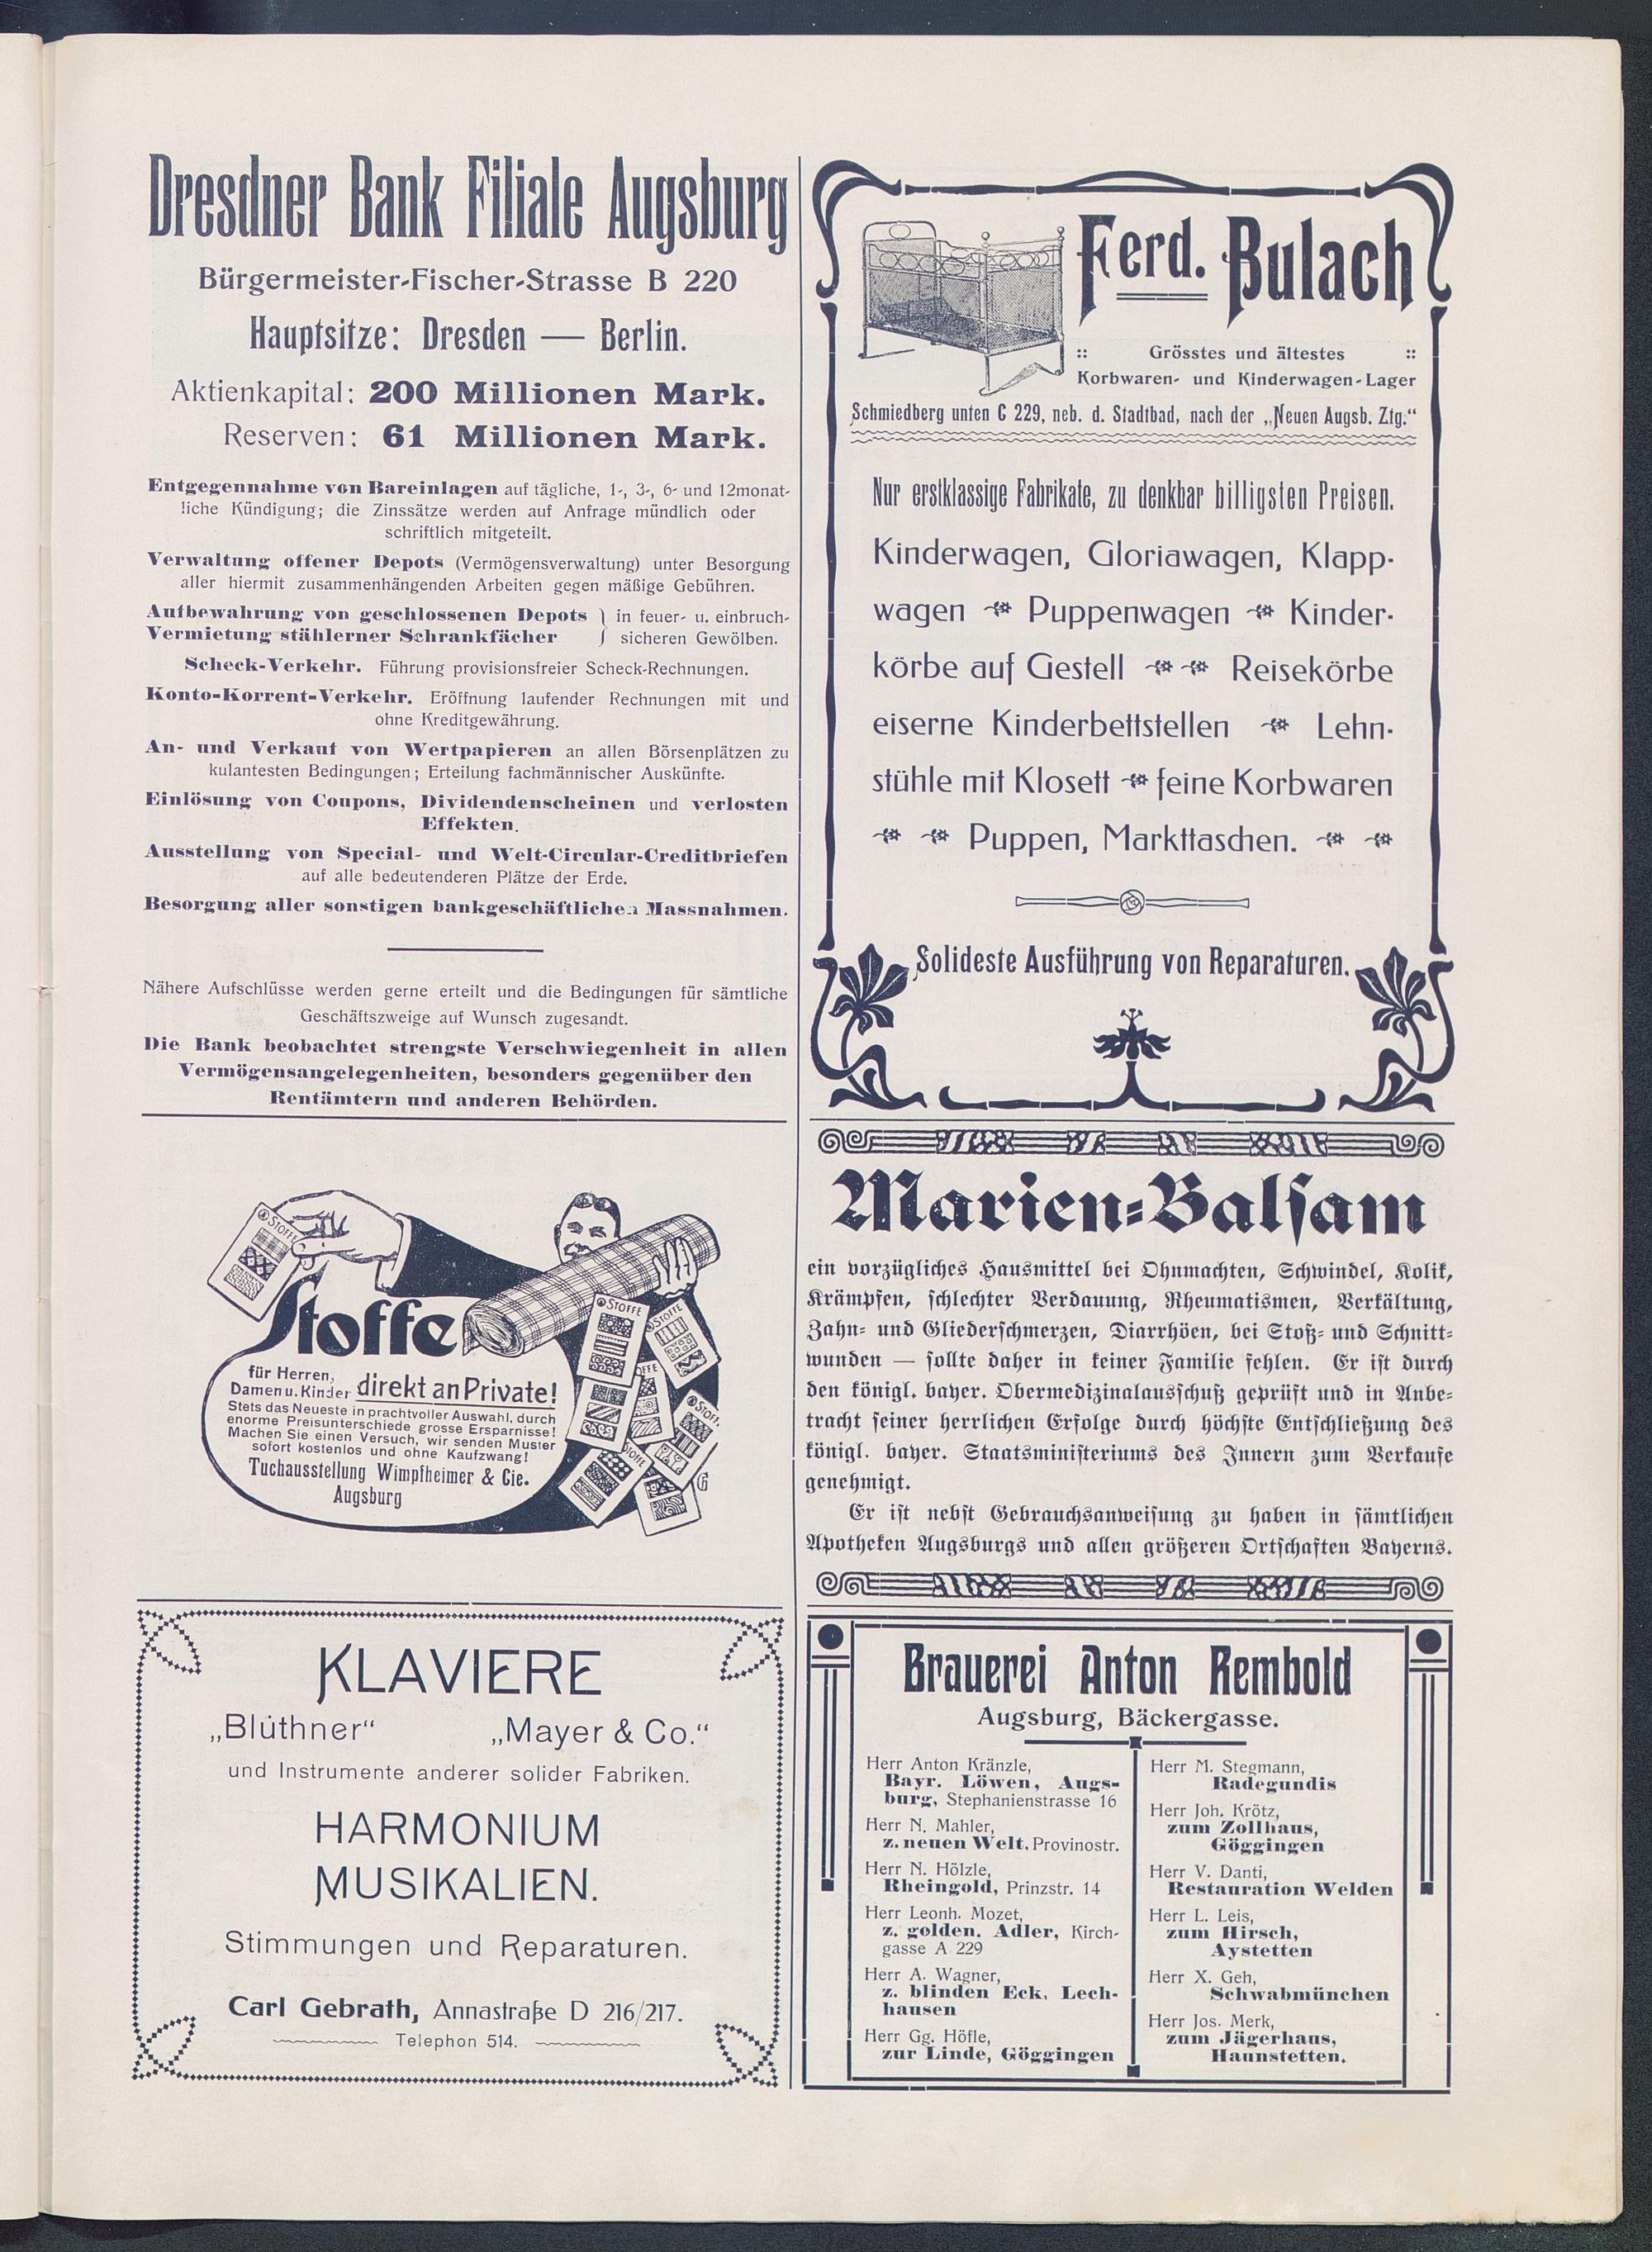 Dresdner Bank Filiale Augsburg
Bürgermeister-Fischer-Strasse B 220
Hauptsitze: Dresden — Berlin.
Aktienkapital: 200 Millionen Mark.
Reserven: 61 Millionen Mark.
Entgegennahme von Bareinlagen auf tägliche, 1-, 3-, 6- und 12monat-
liche Kündigung; die Zinssätze werden auf Anfrage mündlich oder
schriftlich mitgeteilt.
Verwaltung offener Depots (Vermögensverwaltung) unter Besorgung
aller hiermit zusammenhängenden Arbeiten gegen mäßige Gebühren.
Aufbewahrung von geschlossenen Depots } in feuer- u. einbruch-
Vermietung stählerner Schrankfächer } sicheren Gewölben.
Scheck-Verkehr. Führung provisionsfreier Scheck-Rechnungen.
Konto-Korrent-Verkehr. Eröffnung laufender Rechnungen mit und
ohne Kreditgewährung.
An- und Verkauf von Wertpapieren an allen Börsenplätzen zu
kulantesten Bedingungen; Erteilung fachmännischer Auskünfte.
Einlösung von Coupons, Dividendenscheinen und verlosten
Effekten.
Ausstellung von Special- und Welt-Circular-Creditbriefen
auf alle bedeutenderen Plätze der Erde.
Besorgung aller sonstigen bankgeschäftlichen Massnahmen.
Nähere Aufschlüsse werden gerne erteilt und die Bedingungen für sämtliche
Geschäftszweige auf Wunsch zugesandt.
Die Bank beobachtet strengste Verschwiegenheit in allen
Vermögensangelegenheiten, besonders gegenüber den
Rentämtern und anderen Behörden.
STOFFE
Stoffe
STOFFE
STOFFE
OFFE
STOFF
STOFFE
für Herren,
Damen u. Kinder direkt an Private!
Stets das Neueste in prachtvoller Auswahl, durch
enorme Preisunterschiede grosse Ersparnisse!
Machen Sie einen Versuch, wir senden Muster
sofort kostenlos und ohne Kaufzwang!
Tuchausstellung Wimpfheimer & Cie.
Augsburg
KLAVIERE
„Blüthner“ „Mayer & Co.“
und Instrumente anderer solider Fabriken.
HARMONIUM
MUSIKALIEN.
Stimmungen und Reparaturen.
Carl Gebrath, Annastraße D 216/217.
Telephon 514.
Ferd. Bulach
:: Grösstes und ältestes ::
Korbwaren- und Kinderwagen-Lager
Schmiedberg unten C 229, neb. d. Stadtbad, nach der „Neuen Augsb. Ztg.“
Nur erstklassige Fabrikate, zu denkbar billigsten Preisen.
Kinderwagen, Gloriawagen, Klapp-
wagen Puppenwagen Kinder-
körbe auf Gestell Reisekörbe
eiserne Kinderbettstellen Lehn-
stühle mit Klosett feine Korbwaren
Puppen, Markttaschen.
Solideste Ausführung von Reparaturen.
Marien-Balsam
ein vorzügliches Hausmittel bei Ohnmachten, Schwindel, Kolik,
Krämpfen, schlechter Verdauung, Rheumatismen, Verkältung,
Zahn- und Gliederschmerzen, Diarrhöen, bei Stoß- und Schnitt-
wunden — sollte daher in keiner Familie fehlen. Er ist durch
den königl. bayer. Obermedizinalausschuß geprüft und in Anbe-
tracht seiner herrlichen Erfolge durch höchste Entschließung des
königl. bayer. Staatsministeriums des Innern zum Verkaufe
genehmigt.
Er ist nebst Gebrauchsanweisung zu haben in sämtlichen
Apotheken Augsburgs und allen größeren Ortschaften Bayerns.
Brauerei Anton Rembold
Augsburg, Bäckergasse.
Herr Anton Kränzle,
Bayr. Löwen, Augs-
burg, Stephanienstrasse 16
Herr N. Mahler,
z. neuen Welt. Provinostr.
Herr N. Hölzle,
Rheingold, Prinzstr. 14
Herr Leonh. Mozet,
z. golden. Adler, Kirch-
gasse A 229
Herr A. Wagner,
z. blinden Eck, Lech-
hausen
Herr Gg. Höfle,
zur Linde, Göggingen
Herr M. Stegmann,
Radegundis
Herr Joh. Krötz,
zum Zollhaus,
Göggingen
Herr V. Danti,
Restauration Welden
Herr L. Leis,
zum Hirsch,
Aystetten
Herr X. Geh,
Schwabmünchen
Herr Jos. Merk,
zum Jägerhaus,
Haunstetten.